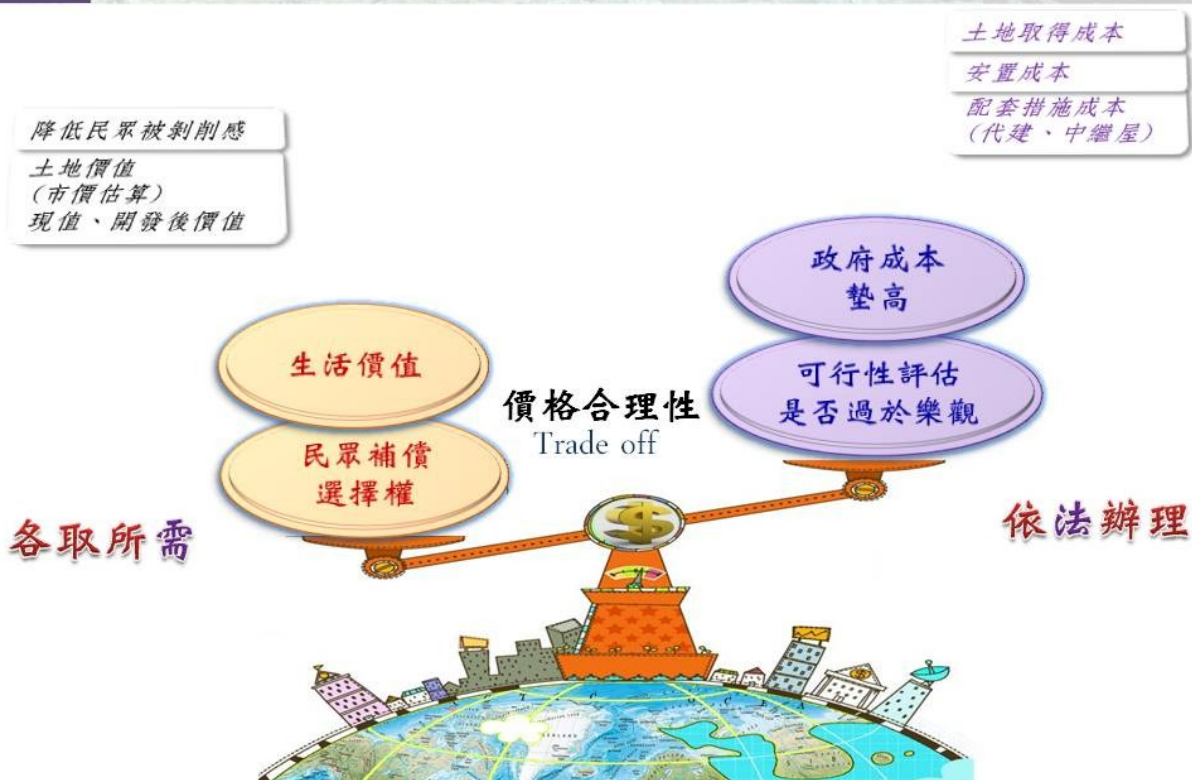 土地取得成本
安置成本
配套措施成本
(代建、中繼屋)
降低民眾被剝削感
土地價值
(市價估算)
現值、開發後價值
政府成本
墊高
可行性評估
是否過於樂觀
生活價值
民眾補償
選擇權
價格合理性
Trade off
各取所需
依法辦理